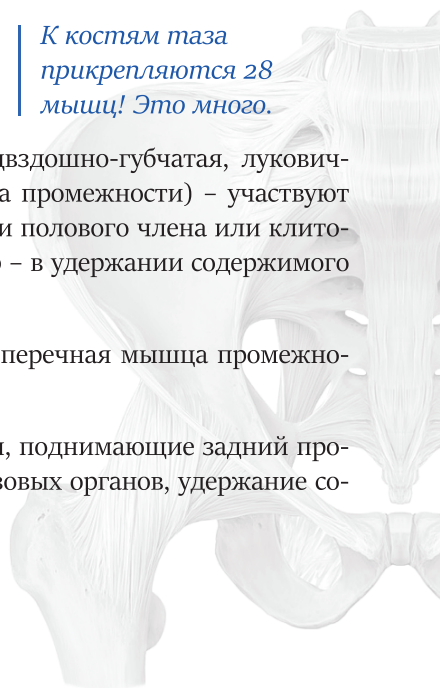 К костям таза
прикрепляются 28
мышц! Это много.
двздошно-губчатая, лукович-
а промежности) – участвуют
и полового члена или клито-
о – в удержании содержимого
перечная мышца промежно-
и, поднимающие задний про-
зовых органов, удержание со-